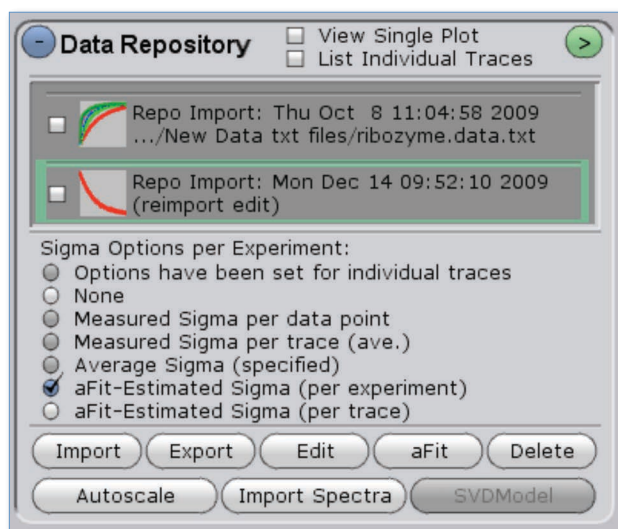 - Data Repository
View Single Plot
List Individual Traces
>
Repo Import: Thu Oct 8 11:04:58 2009
.../New Data txt files/ribozyme.data.txt
Repo Import: Mon Dec 14 09:52:10 2009
(reimport edit)
Sigma Options per Experiment:
Options have been set for individual traces
None
Measured Sigma per data point
Measured Sigma per trace (ave.)
Average Sigma (specified)
aFit-Estimated Sigma (per experiment)
aFit-Estimated Sigma (per trace)
Import Export Edit aFit Delete
Autoscale Import Spectra SVDModel